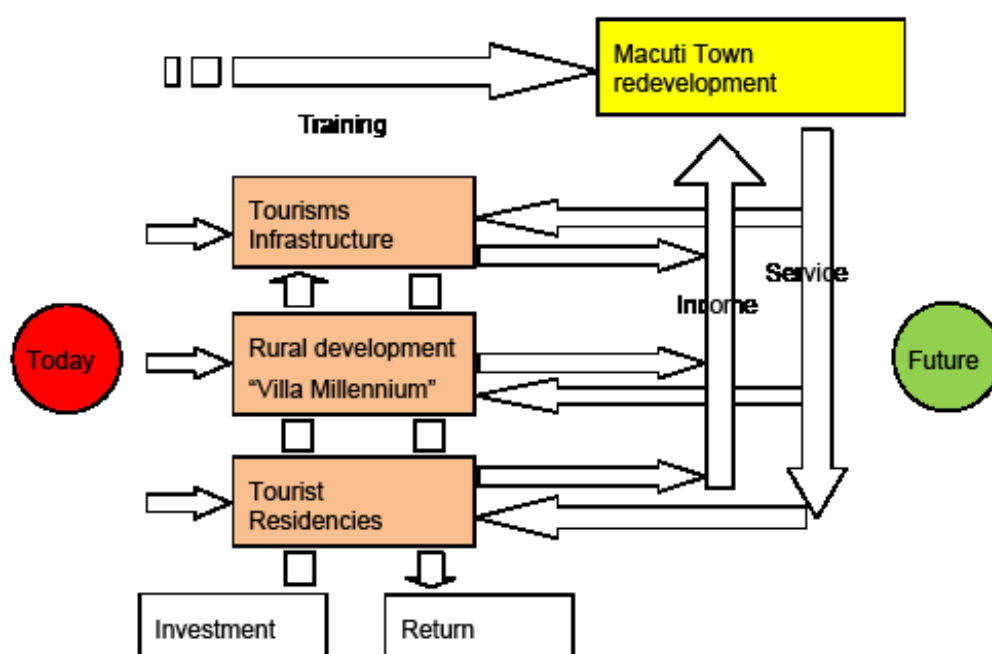 Macuti Town
redevelopment
Training
Tourisms
Infrastructure
Service
Income
Today
Rural development
“Villa Millennium”
Future
Tourist
Residencies
Investment
Return